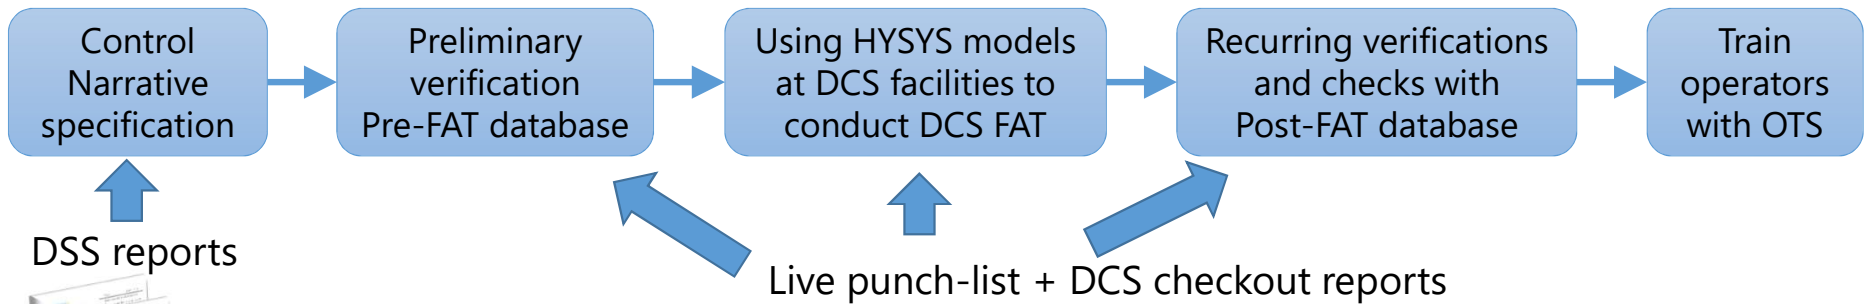 Control
Narrative
specification
Preliminary
verification
Pre-FAT database
Using HYSYS models
at DCS facilities to
conduct DCS FAT
Recurring verifications
and checks with
Post-FAT database
Train
operators
with OTS
DSS reports
Live punch-list + DCS checkout reports